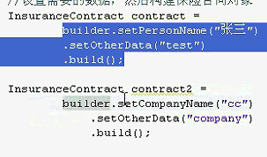 //设置需要的数据，然后构建保险合同对象
InsuranceContract contract =
builder.setPersonName("张三")
.setOtherData("test")
.build();
InsuranceContract contract2 =
builder.setCompanyName("cc")
.setOtherData("company")
.build();